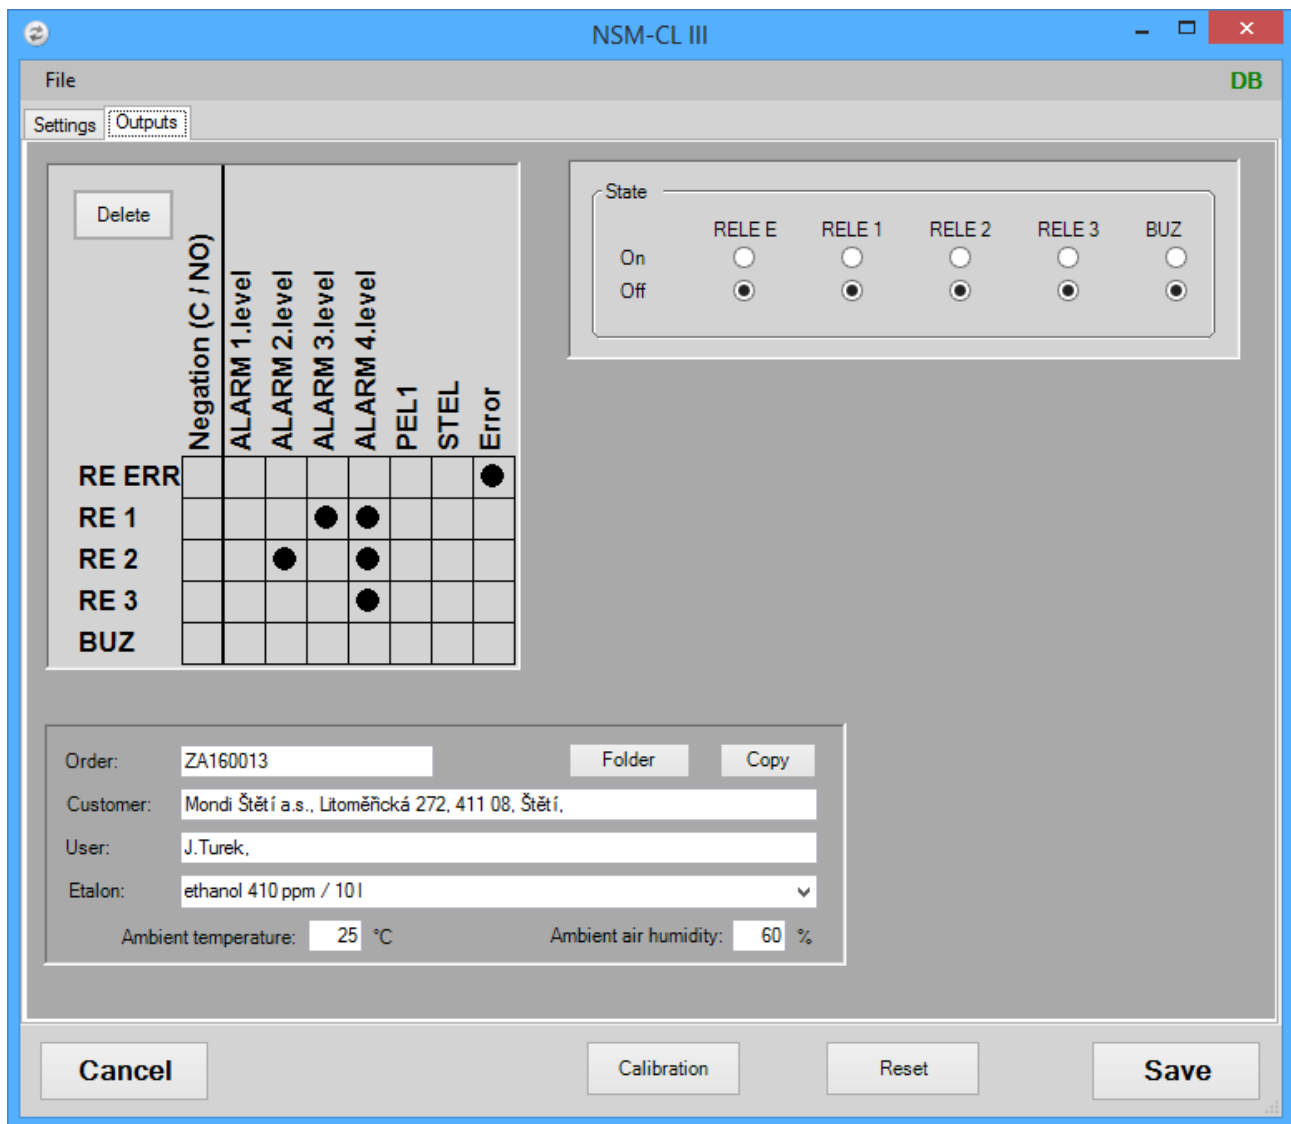 NSM-CL III
File
DB
Settings
Outputs
Delete
Negation (C / NO)
ALARM 1.level
ALARM 2.level
ALARM 3.level
ALARM 4.level
PEL1
STEL
Error
RE ERR
RE 1
RE 2
RE 3
BUZ
State
RELE E RELE 1 RELE 2 RELE 3 BUZ
On
Off
Order: ZA160013 Folder Copy
Customer: Mondi Štětí a.s., Litoměřická 272, 411 08, Štětí,
User: J.Turek,
Etalon: ethanol 410 ppm / 10 l
Ambient temperature: 25 °C Ambient air humidity: 60 %
Cancel Calibration Reset Save